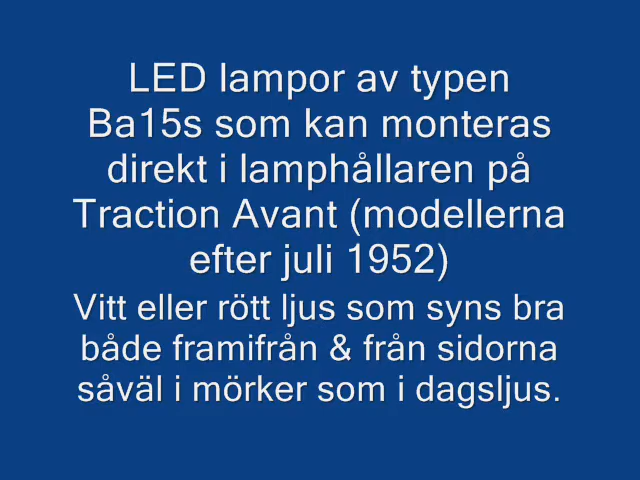 LED lampor av typen
Ba15s som kan monteras
direkt i lamphållaren på
Traction Avant (modellerna
efter juli 1952)
Vitt eller rött ljus som syns bra
både framifrån & från sidorna
såväl i mörker som i dagsljus.